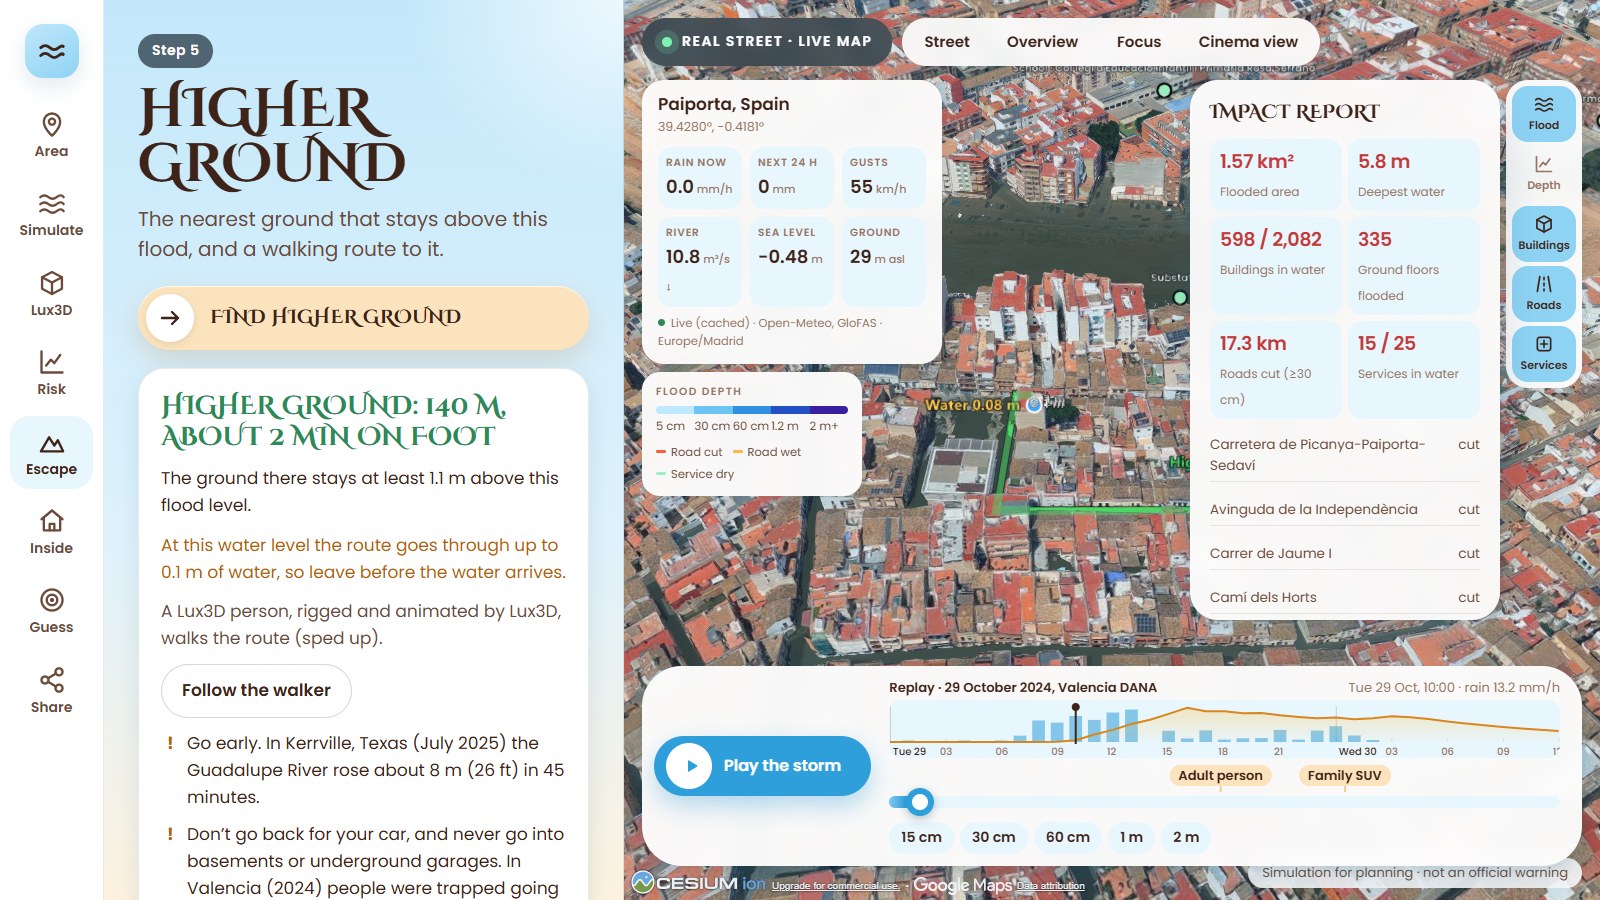 Area
Simulate
Lux3D
Risk
Escape
Inside
Guess
Share
Step 5
HIGHER
GROUND
The nearest ground that stays above this
flood, and a walking route to it.
FIND HIGHER GROUND
HIGHER GROUND: 140 M,
ABOUT 2 MIN ON FOOT
The ground there stays at least 1.1 m above this
flood level.
At this water level the route goes through up to
0.1 m of water, so leave before the water arrives.
A Lux3D person, rigged and animated by Lux3D,
walks the route (sped up).
Follow the walker
! Go early. In Kerrville, Texas (July 2025) the
Guadalupe River rose about 8 m (26 ft) in 45
minutes.
! Don’t go back for your car, and never go into
basements or underground garages. In
Valencia (2024) people were trapped going
REAL STREET · LIVE MAP
Street Overview Focus Cinema view
Paiporta, Spain
39.4280°, −0.4181°
RAIN NOW
0.0 mm/h
NEXT 24 H
0 mm
GUSTS
55 km/h
RIVER
10.8 m³/s
↓
SEA LEVEL
−0.48 m
GROUND
29 m asl
Live (cached) · Open-Meteo, GloFAS ·
Europe/Madrid
FLOOD DEPTH
5 cm 30 cm 60 cm 1.2 m 2 m+
Road cut Road wet
Service dry
Water 0.08 m
Substat
Hig
IMPACT REPORT
1.57 km²
Flooded area
5.8 m
Deepest water
598 / 2,082
Buildings in water
335
Ground floors
flooded
17.3 km
Roads cut (≥30
cm)
15 / 25
Services in water
Carretera de Picanya-Paiporta-
Sedaví cut
Avinguda de la Independència cut
Carrer de Jaume I cut
Camí dels Horts cut
Flood
Depth
Buildings
Roads
Services
Play the storm
Replay · 29 October 2024, Valencia DANA
Tue 29 Oct, 10:00 · rain 13.2 mm/h
Tue 29 03 06 09 12 15 18 21 Wed 30 03 06 09
Adult person Family SUV
15 cm 30 cm 60 cm 1 m 2 m
CESIUM ion Upgrade for commercial use. · Google Maps Data attribution
Simulation for planning · not an official warning